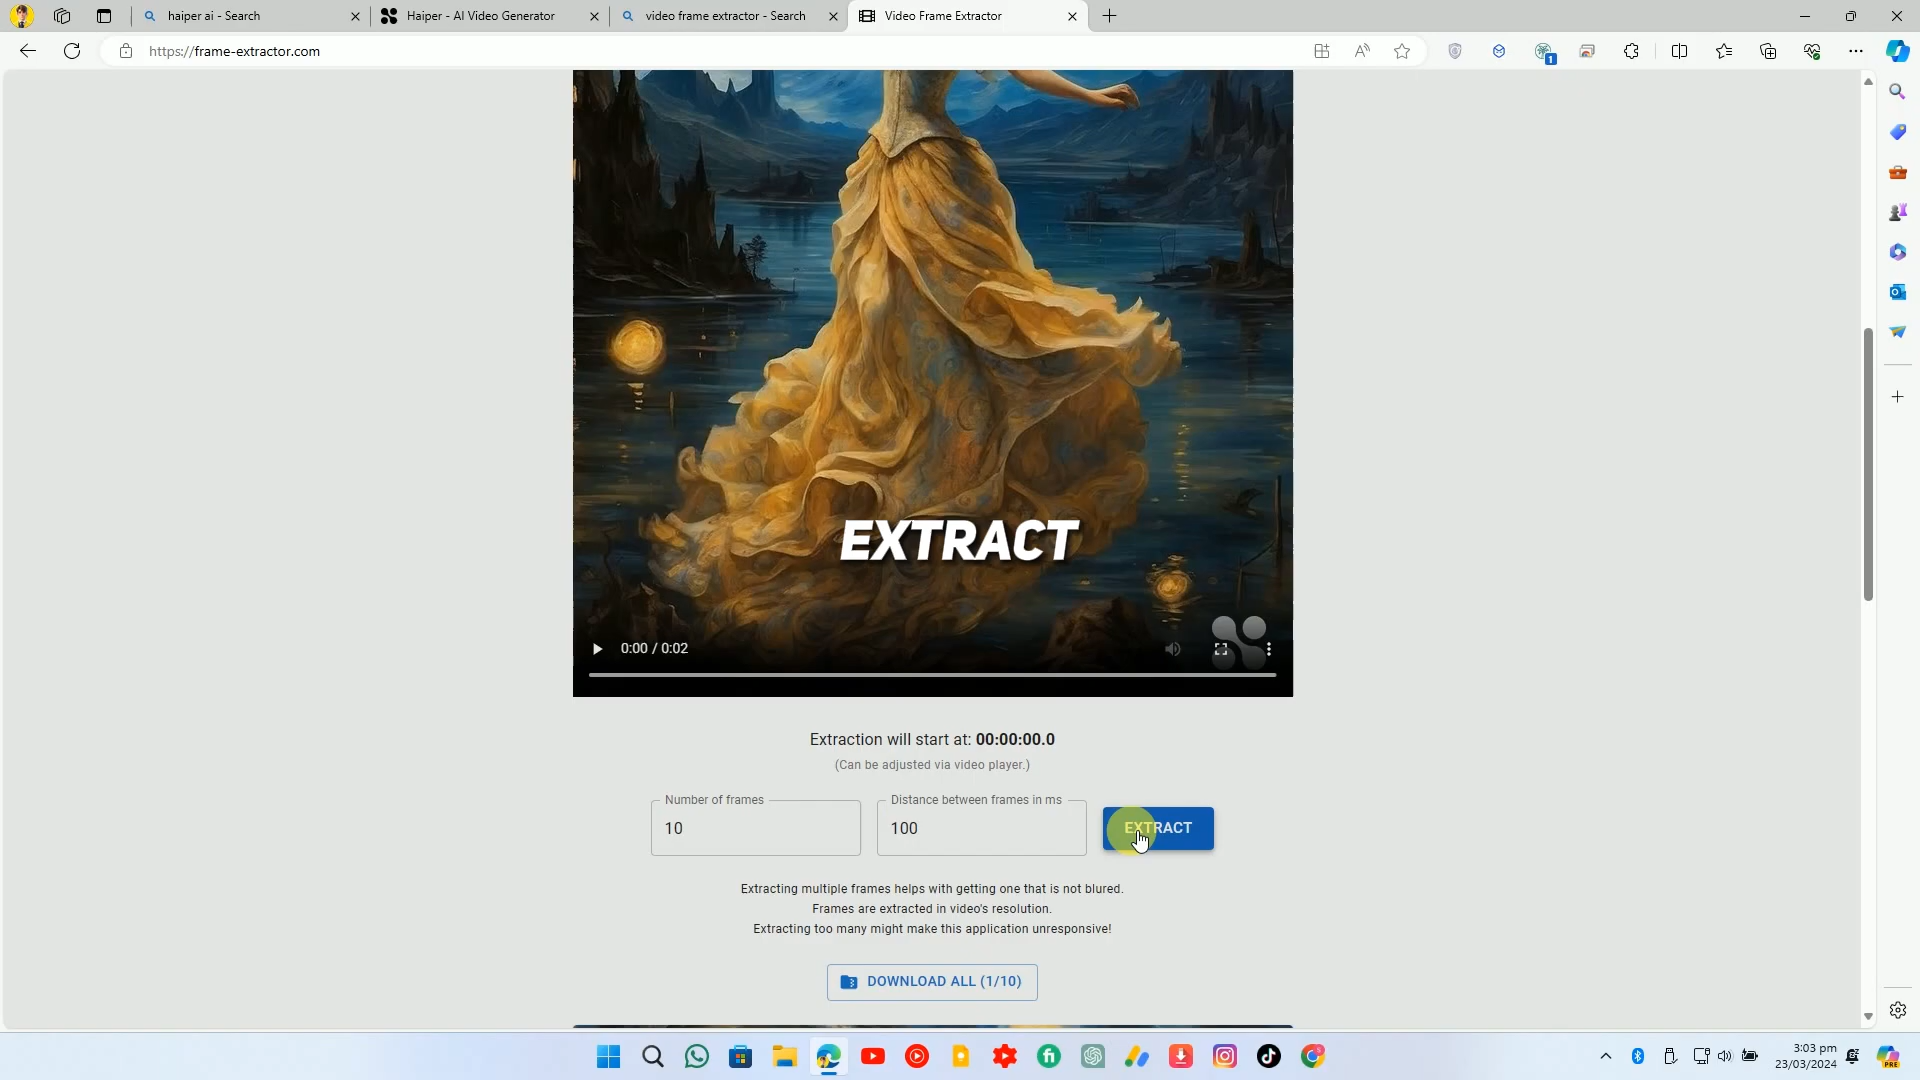 haiper ai - Search
Haiper - AI Video Generator
video frame extractor - Search
Video Frame Extractor
https://frame-extractor.com
1
EXTRACT
0:00 / 0:02
Extraction will start at: 00:00:00.0
(Can be adjusted via video player.)
Number of frames
10
Distance between frames in ms
100
EXTRACT
Extracting multiple frames helps with getting one that is not blured.
Frames are extracted in video's resolution.
Extracting too many might make this application unresponsive!
DOWNLOAD ALL (1/10)
3:03 pm
23/03/2024
PRE